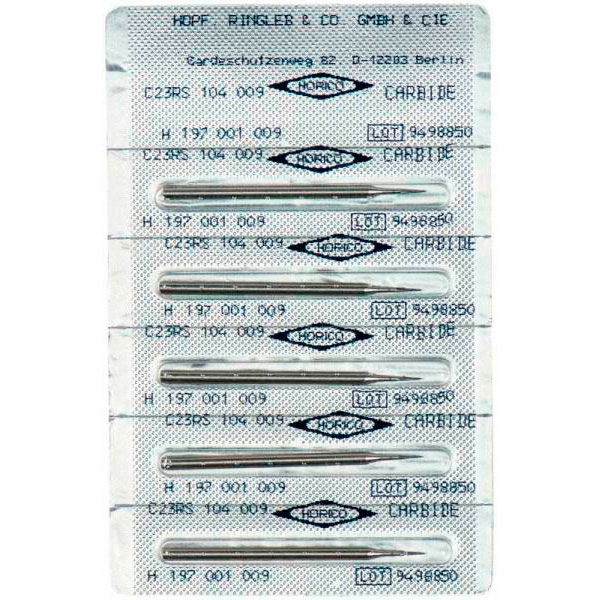 HOPF, RINGLEB & CO GMBH & CIE
Gardeschützenweg 82 D-12203 Berlin
C23RS 104 009 HORICO CARBIDE
H 197 001 009 LOT 9498850
C23RS 104 009 HORICO CARBIDE
H 197 001 009 LOT 9498850
C23RS 104 009 HORICO CARBIDE
H 197 001 009 LOT 9498850
C23RS 104 009 HORICO CARBIDE
H 197 001 009 LOT 9498850
C23RS 104 009 HORICO CARBIDE
H 197 001 009 LOT 9498850
C23RS 104 009 HORICO CARBIDE
H 197 001 009 LOT 9498850